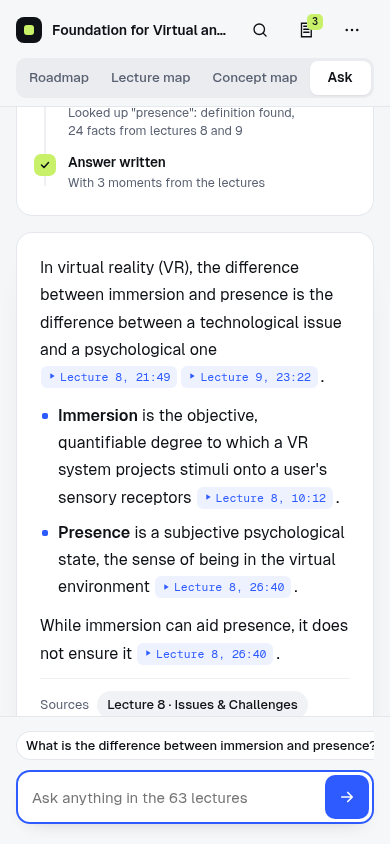 Foundation for Virtual an...
3
Roadmap Lecture map Concept map Ask
Looked up "presence": definition found,
24 facts from lectures 8 and 9
Answer written
With 3 moments from the lectures
In virtual reality (VR), the difference
between immersion and presence is the
difference between a technological issue
and a psychological one
Lecture 8, 21:49 Lecture 9, 23:22 .
Immersion is the objective,
quantifiable degree to which a VR
system projects stimuli onto a user's
sensory receptors Lecture 8, 10:12 .
Presence is a subjective psychological
state, the sense of being in the virtual
environment Lecture 8, 26:40 .
While immersion can aid presence, it does
not ensure it Lecture 8, 26:40 .
Sources Lecture 8 · Issues & Challenges
What is the difference between immersion and presence?
Ask anything in the 63 lectures